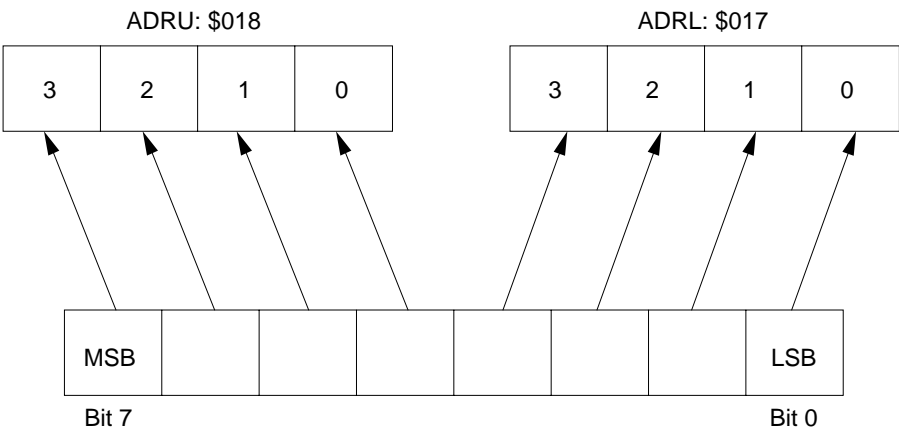 ADRU: $018 ADRL: $017
3 2 1 0 3 2 1 0
MSB LSB
Bit 7 Bit 0